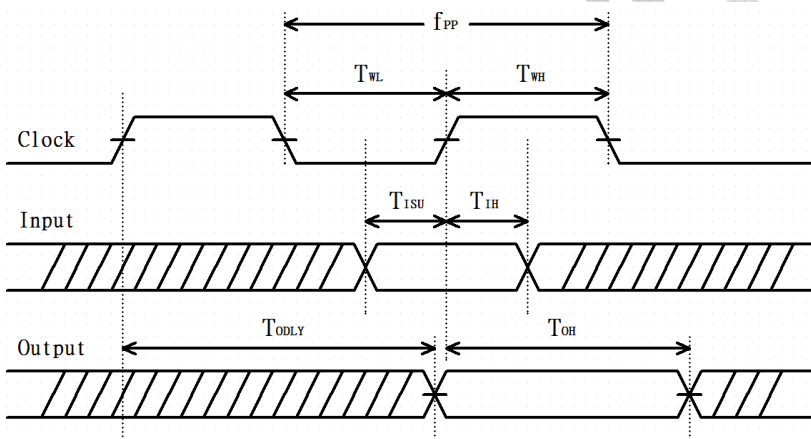 fPP
TWL TWH
Clock
TISU TIH
Input
TODLY TOH
Output